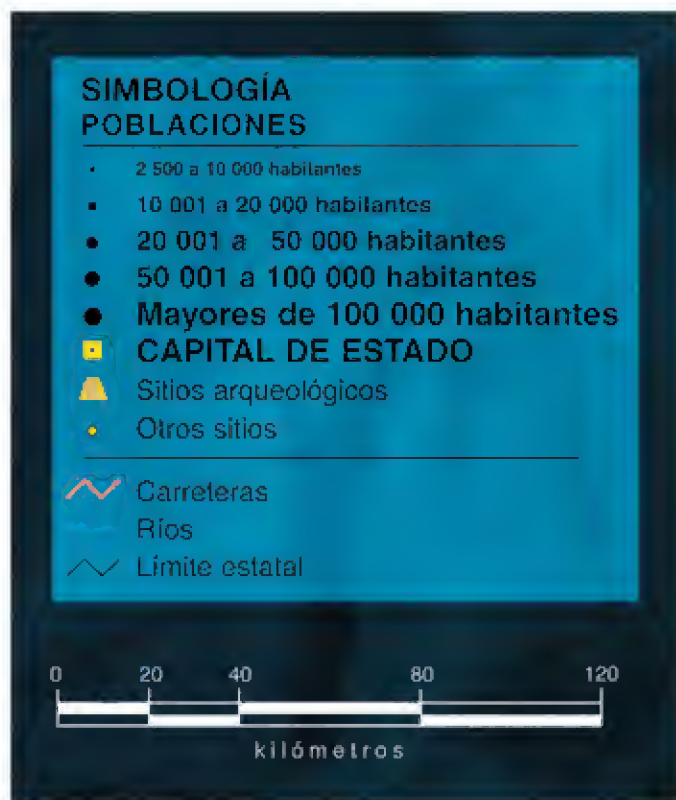 SIMBOLOGÍA
POBLACIONES
2 500 a 10 000 habitantes
10 001 a 20 000 habitantes
20 001 a 50 000 habitantes
50 001 a 100 000 habitantes
Mayores de 100 000 habitantes
CAPITAL DE ESTADO
Sitios arqueológicos
Otros sitios
Carreteras
Ríos
Límite estatal
0 20 40 80 120
kilómetros